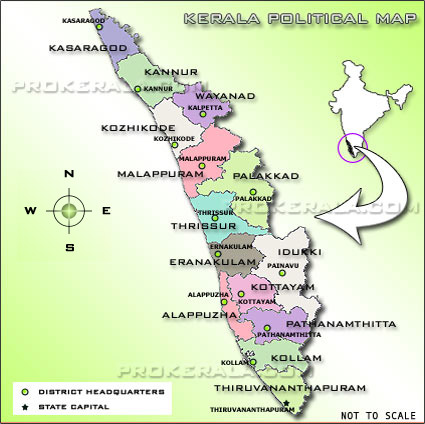 KERALA POLITICAL MAP
KASARAGOD
KASARAGOD
PROKERALA.COM
KANNUR
KANNUR
WAYANAD
KALPETTA
KOZHIKODE
KOZHIKODE
MALAPPURAM
MALAPPURAM
PALAKKAD
PALAKKAD
N
W
E
S
PROKERALA.COM
THRISSUR
THRISSUR
ERNAKULAM
ERANAKULAM
IDUKKI
PAINAVU
KOTTAYAM
KOTTAYAM
ALAPPUZHA
ALAPPUZHA
PATHANAMTHITTA
PATHANAMTHITTA
KOLLAM
KOLLAM
PROKERALA.COM
THIRUVANANTHAPURAM
THIRUVANANTHAPURAM
DISTRICT HEADQUARTERS
STATE CAPITAL
NOT TO SCALE